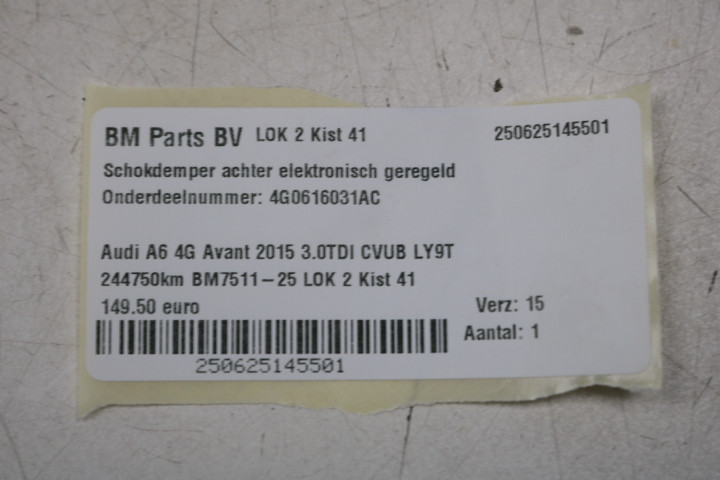 BM Parts BV LOK 2 Kist 41 250625145501
Schokdemper achter elektronisch geregeld
Onderdeelnummer: 4G0616031AC
Audi A6 4G Avant 2015 3.0TDI CVUB LY9T
244750km BM7511-25 LOK 2 Kist 41
149.50 euro Verz: 15
Aantal: 1
250625145501